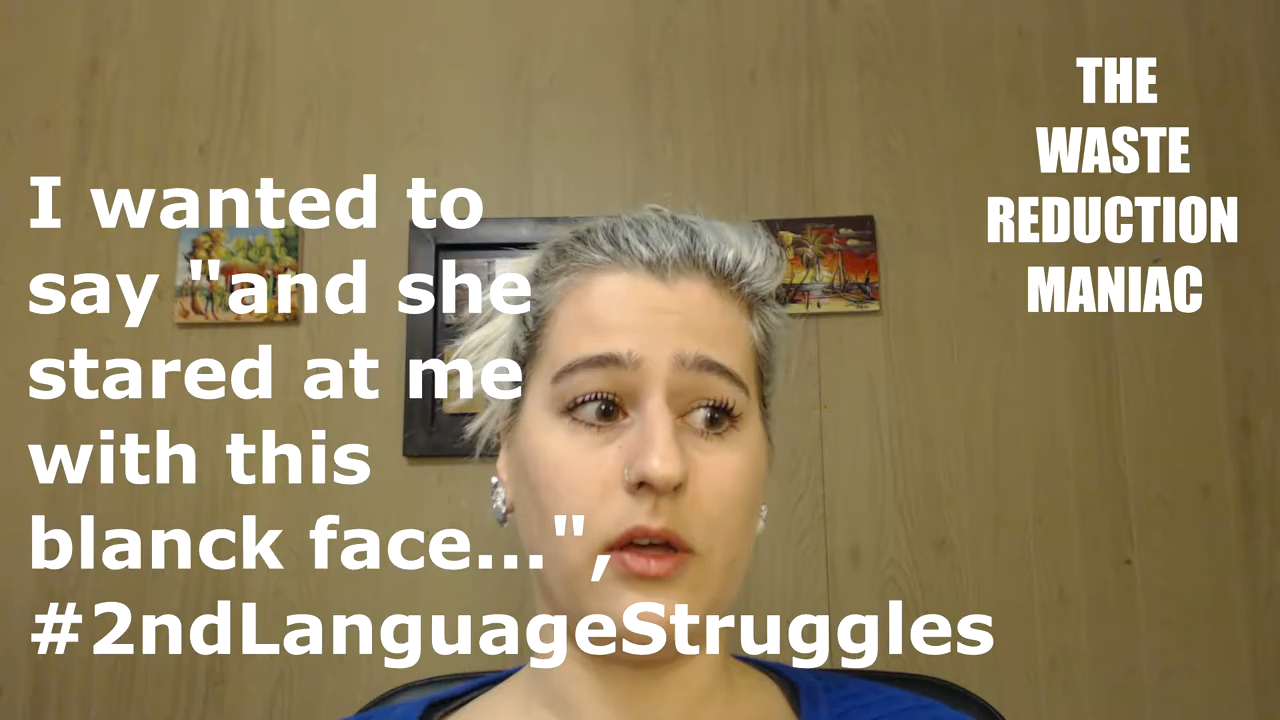 I wanted to
say "and she
stared at me
with this
blanck face...",
#2ndLanguageStruggles
THE
WASTE
REDUCTION
MANIAC